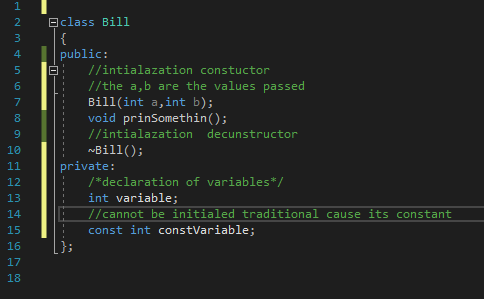 1
2 class Bill
3 {
4 public:
5 //intialazation constuctor
6 //the a,b are the values passed
7 Bill(int a,int b);
8 void prinSomethin();
9 //intialazation  decunstructor
10 ~Bill();
11 private:
12 /*declaration of variables*/
13 int variable;
14 //cannot be initialed traditional cause its constant
15 const int constVariable;
16 };
17
18